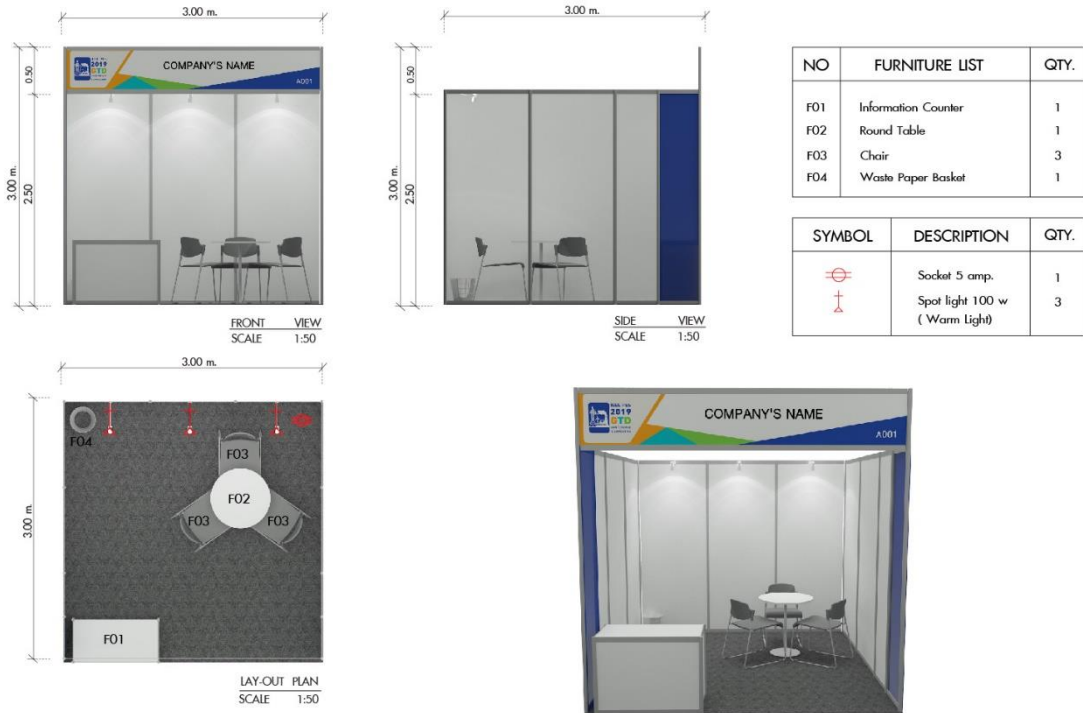 3.00 m.
3.00 m.
0.50
2.50
2019
BTD
COMPANY'S NAME
A001
FRONT VIEW
SCALE 1:50
3.00 m.
3.00 m.
0.50
2.50
SIDE VIEW
SCALE 1:50
NO FURNITURE LIST QTY.
F01 Information Counter 1
F02 Round Table 1
F03 Chair 3
F04 Waste Paper Basket 1
SYMBOL DESCRIPTION QTY.
Socket 5 amp. 1
Spot light 100 w 3
( Warm Light)
3.00 m.
3.00 m.
F04
F03
F02
F03
F03
F01
LAY-OUT PLAN
SCALE 1:50
2019
BTD
COMPANY'S NAME
A001